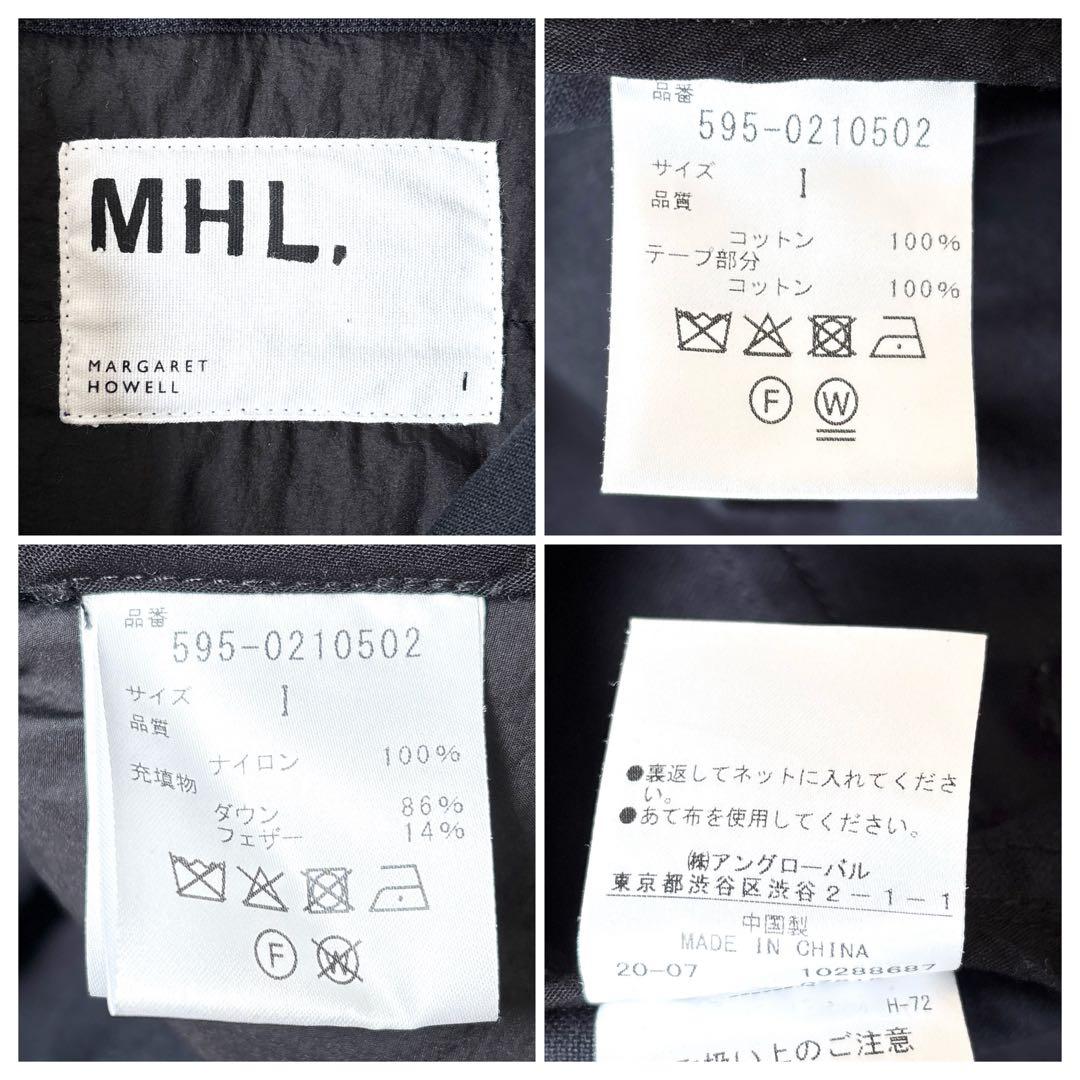 MHL.
MARGARET
HOWELL
I
品番
595-0210502
サイズ I
品質
コットン 100%
テープ部分
コットン 100%
F W
品番
595-0210502
サイズ I
品質
ナイロン 100%
充填物
ダウン 86%
フェザー 14%
F W
●裏返してネットに入れてくださ
い。
●あて布を使用してください。
㈱アングローバル
東京都渋谷区渋谷2-1-1
中国製
MADE IN CHINA
20-07 10288687
H-72
扱い上のご注意